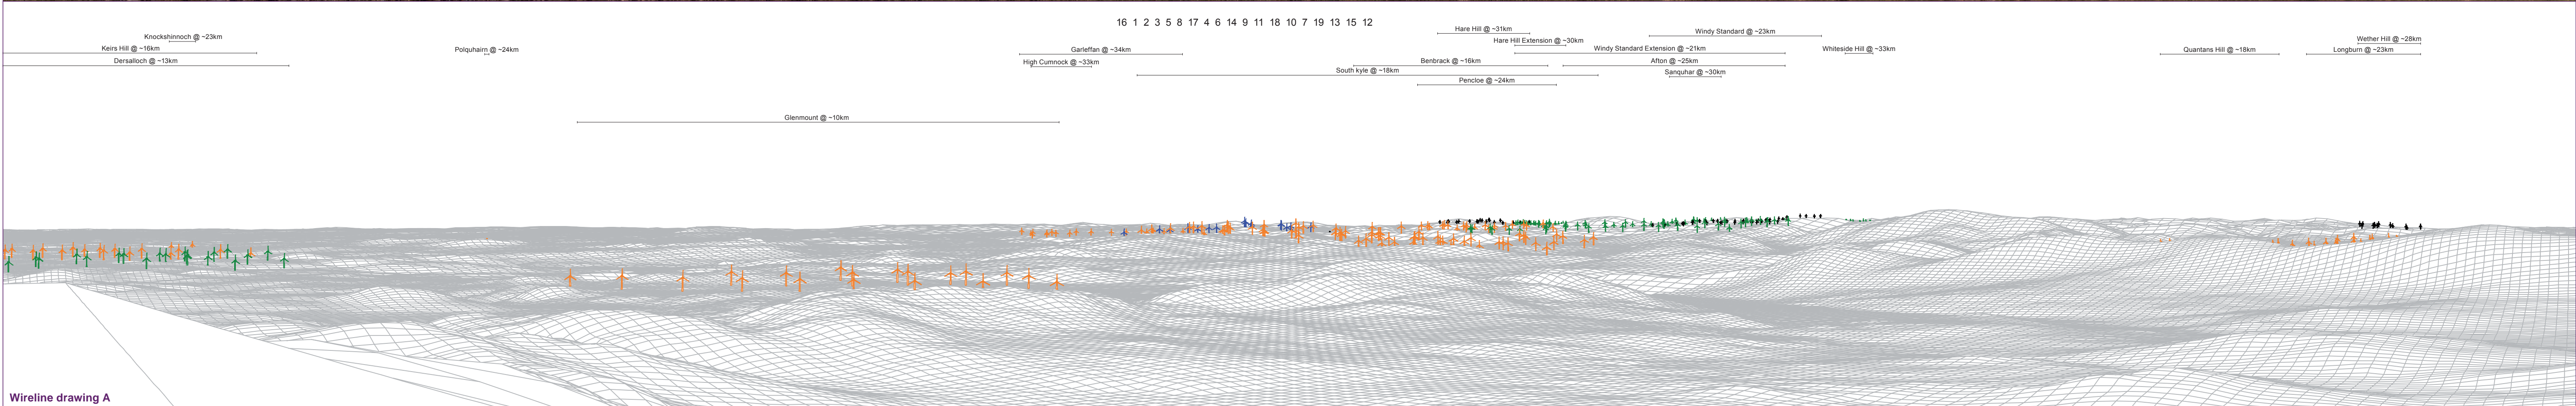 16 1 2 3 5 8 17 4 6 14 9 11 18 10 7 19 13 15 12
Knockshinnoch @ ~23km
Keirs Hill @ ~16km
Dersalloch @ ~13km
Polquhairn @ ~24km
Glenmount @ ~10km
Garleffan @ ~34km
High Cumnock @ ~33km
South kyle @ ~18km
Benbrack @ ~16km
Pencloe @ ~24km
Hare Hill @ ~31km
Hare Hill Extension @ ~30km
Windy Standard @ ~23km
Windy Standard Extension @ ~21km
Afton @ ~25km
Sanquhar @ ~30km
Whiteside Hill @ ~33km
Quantans Hill @ ~18km
Wether Hill @ ~28km
Longburn @ ~23km
Wireline drawing A